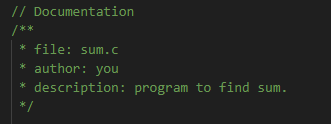 // Documentation
/**
 * file: sum.c
 * author: you
 * description: program to find sum.
 */